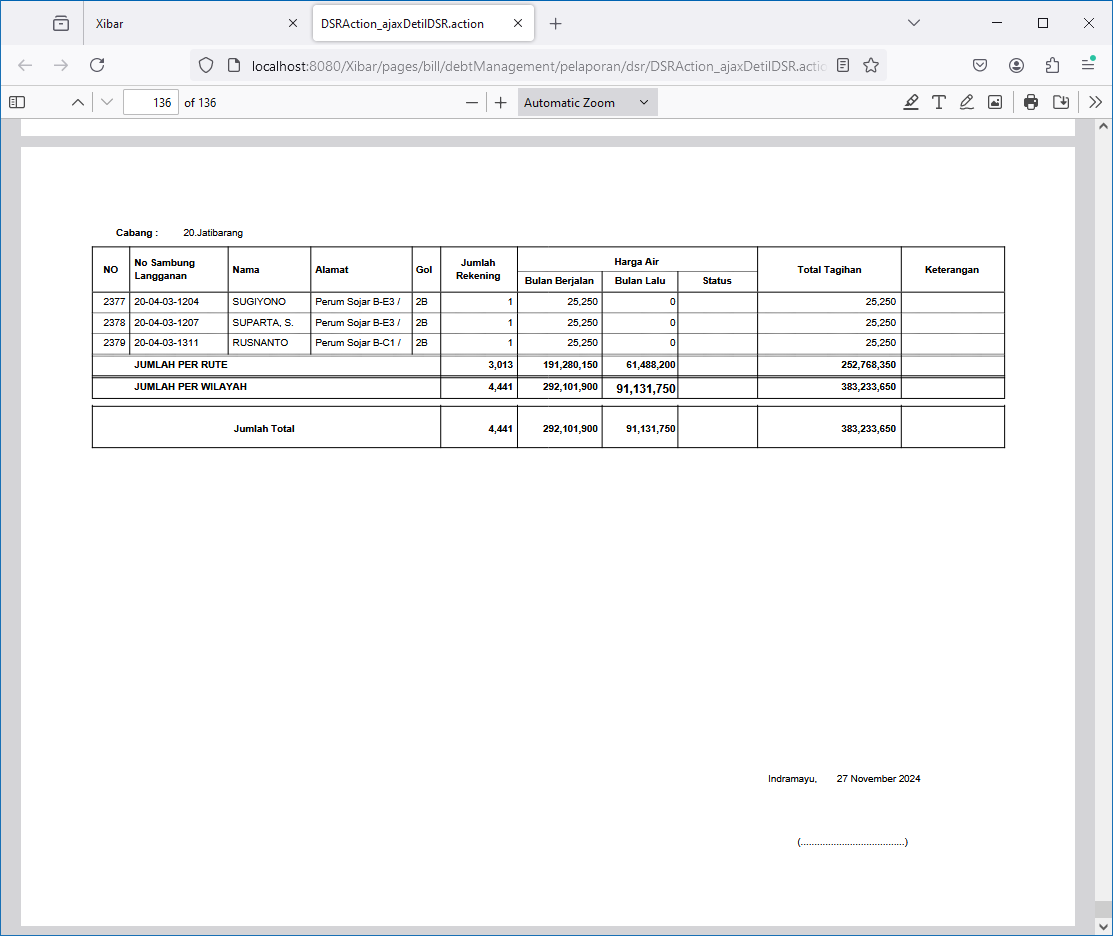 Xibar
DSRAction_ajaxDetilDSR.action
localhost:8080/Xibar/pages/bill/debtManagement/pelaporan/dsr/DSRAction_ajaxDetilDSR.actio
136 of 136
Automatic Zoom
Cabang : 20.Jatibarang
NO No Sambung Langganan Nama Alamat Gol Jumlah Rekening Harga Air Total Tagihan Keterangan
Bulan Berjalan Bulan Lalu Status
2377 20-04-03-1204 SUGIYONO Perum Sojar B-E3 / 2B 1 25,250 0 25,250
2378 20-04-03-1207 SUPARTA, S. Perum Sojar B-E3 / 2B 1 25,250 0 25,250
2379 20-04-03-1311 RUSNANTO Perum Sojar B-C1 / 2B 1 25,250 0 25,250
JUMLAH PER RUTE 3,013 191,280,150 61,488,200 252,768,350
JUMLAH PER WILAYAH 4,441 292,101,900 91,131,750 383,233,650
Jumlah Total 4,441 292,101,900 91,131,750 383,233,650
Indramayu, 27 November 2024
(......................................)